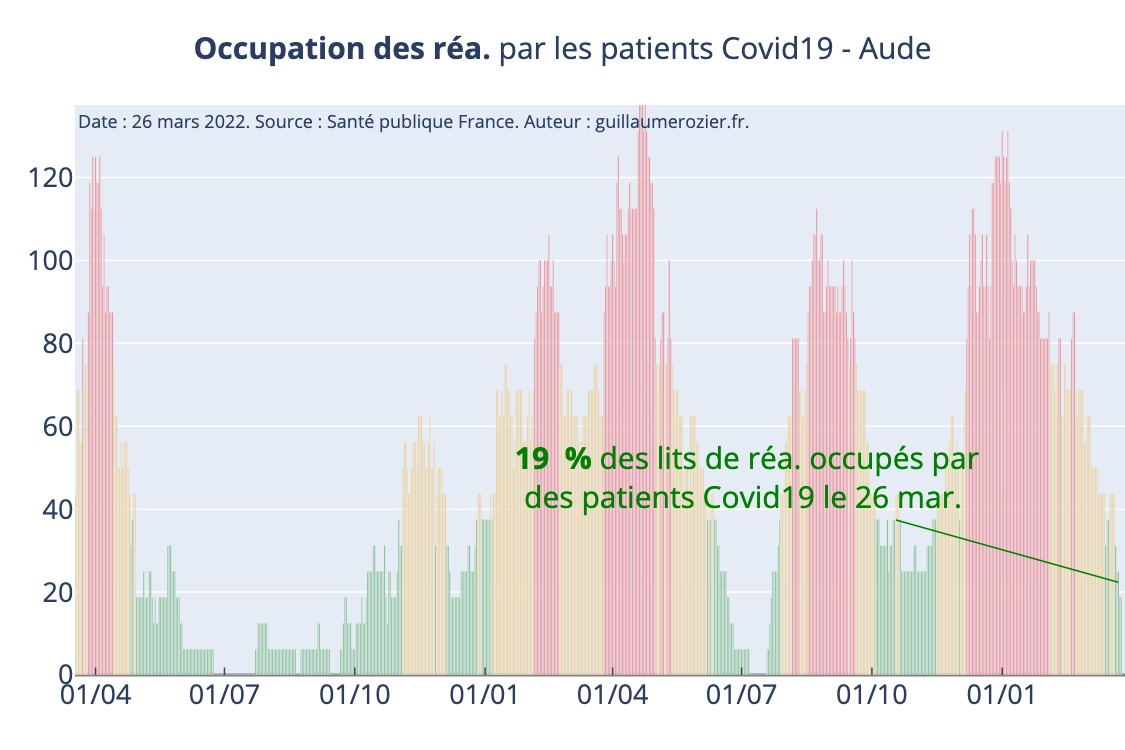 Occupation des réa. par les patients Covid19 - Aude
Date : 26 mars 2022. Source : Santé publique France. Auteur : guillaumerozier.fr.
120
100
80
60
40
20
0
19 % des lits de réa. occupés par
des patients Covid19 le 26 mar.
01/04 01/07 01/10 01/01 01/04 01/07 01/10 01/01